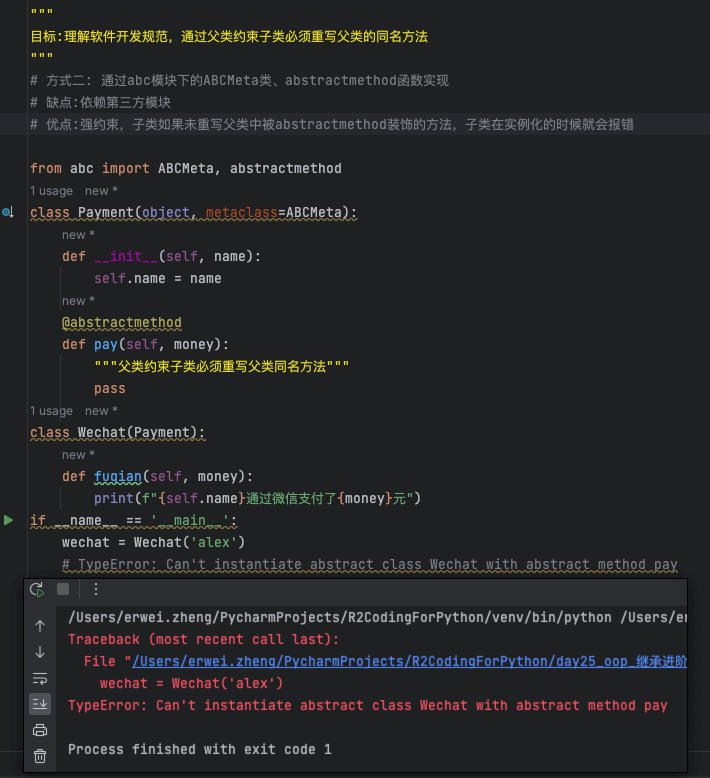 """
目标:理解软件开发规范，通过父类约束子类必须重写父类的同名方法
"""
# 方式二: 通过abc模块下的ABCMeta类、abstractmethod函数实现
# 缺点:依赖第三方模块
# 优点:强约束，子类如果未重写父类中被abstractmethod装饰的方法，子类在实例化的时候就会报错
from abc import ABCMeta, abstractmethod
1 usage new *
class Payment(object, metaclass=ABCMeta):
new *
def __init__(self, name):
self.name = name
new *
@abstractmethod
def pay(self, money):
"""父类约束子类必须重写父类同名方法"""
pass
1 usage new *
class Wechat(Payment):
new *
def fuqian(self, money):
print(f"{self.name}通过微信支付了{money}元")
if __name__ == '__main__':
wechat = Wechat('alex')
# TypeError: Can't instantiate abstract class Wechat with abstract method pay
/Users/erwei.zheng/PycharmProjects/R2CodingForPython/venv/bin/python /Users/er
Traceback (most recent call last):
File "/Users/erwei.zheng/PycharmProjects/R2CodingForPython/day25_oop_继承进阶
wechat = Wechat('alex')
TypeError: Can't instantiate abstract class Wechat with abstract method pay
Process finished with exit code 1